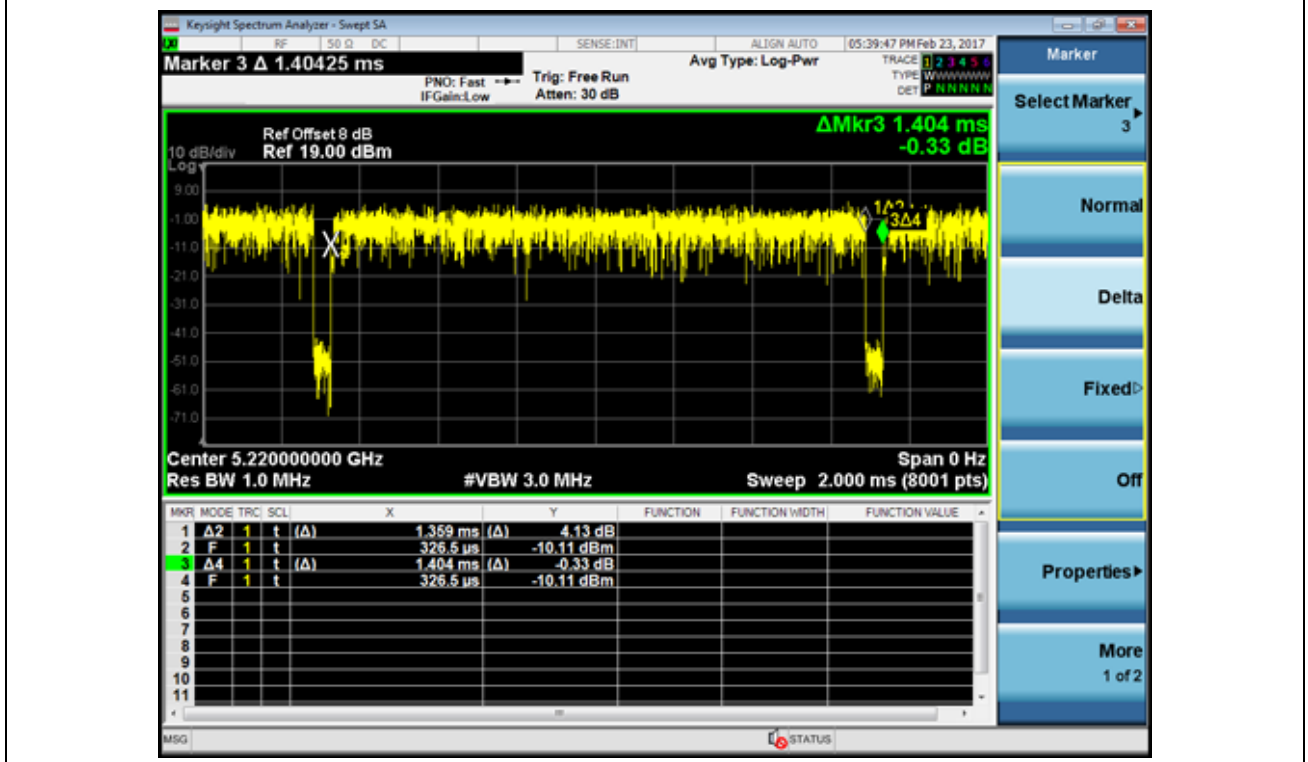 Keysight Spectrum Analyzer - Swept SA
LXI RF 50 Ω DC SENSE:INT ALIGN AUTO 05:39:47 PM Feb 23, 2017
Marker 3 Δ 1.40425 ms
PNO: Fast
IFGain:Low
Trig: Free Run
Atten: 30 dB
Avg Type: Log-Pwr
TRACE 1 2 3 4 5 6
TYPE WWWWWW
DET P N N N N N
ΔMkr3 1.404 ms
-0.33 dB
Ref Offset 8 dB
10 dB/div Ref 19.00 dBm
Log
9.00
-1.00
-11.0
-21.0
-31.0
-41.0
-51.0
-61.0
-71.0
1Δ2
3Δ4
Center 5.220000000 GHz Span 0 Hz
Res BW 1.0 MHz #VBW 3.0 MHz Sweep 2.000 ms (8001 pts)
MKR MODE TRC SCL X Y FUNCTION FUNCTION WIDTH FUNCTION VALUE
1 Δ2 1 t (Δ) 1.359 ms (Δ) 4.13 dB
2 F 1 t 326.5 µs -10.11 dBm
3 Δ4 1 t (Δ) 1.404 ms (Δ) -0.33 dB
4 F 1 t 326.5 µs -10.11 dBm
5
6
7
8
9
10
11
MSG STATUS
Marker
Select Marker
3
Normal
Delta
Fixed
Off
Properties
More
1 of 2